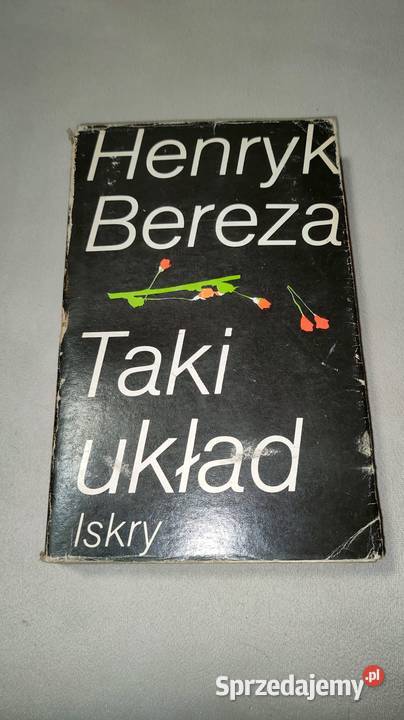 Henryk
Bereza
Taki
układ
Iskry
Sprzedajemy.pl